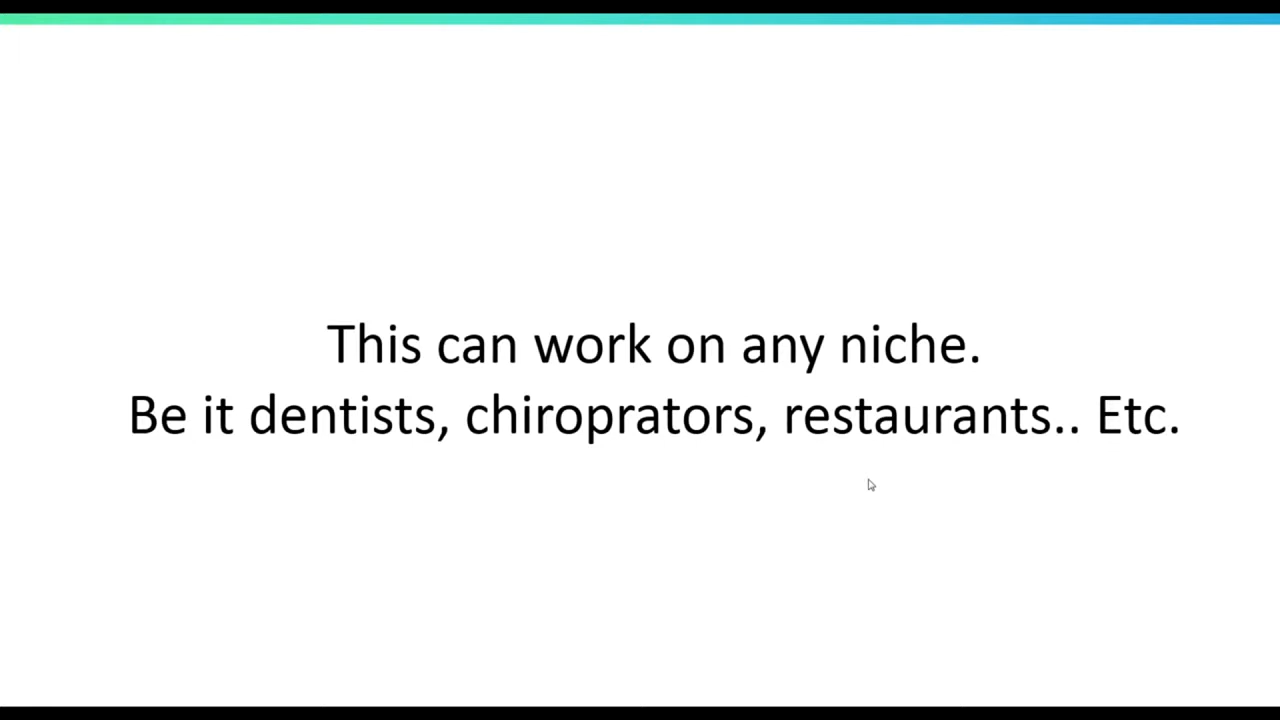 This can work on any niche.
Be it dentists, chiroprators, restaurants.. Etc.